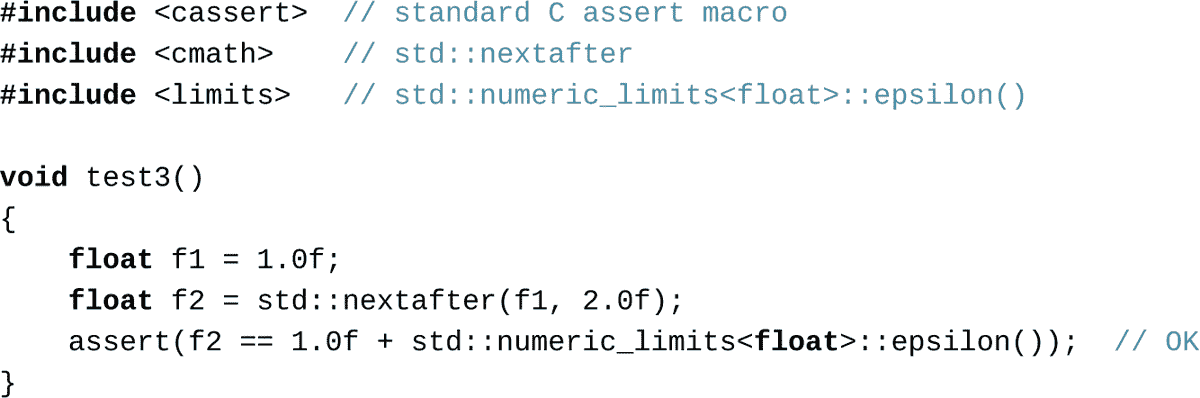 #include <cassert>  // standard C assert macro
#include <cmath>    // std::nextafter
#include <limits>   // std::numeric_limits<float>::epsilon()
void test3()
{
    float f1 = 1.0f;
    float f2 = std::nextafter(f1, 2.0f);
    assert(f2 == 1.0f + std::numeric_limits<float>::epsilon());  // OK
}